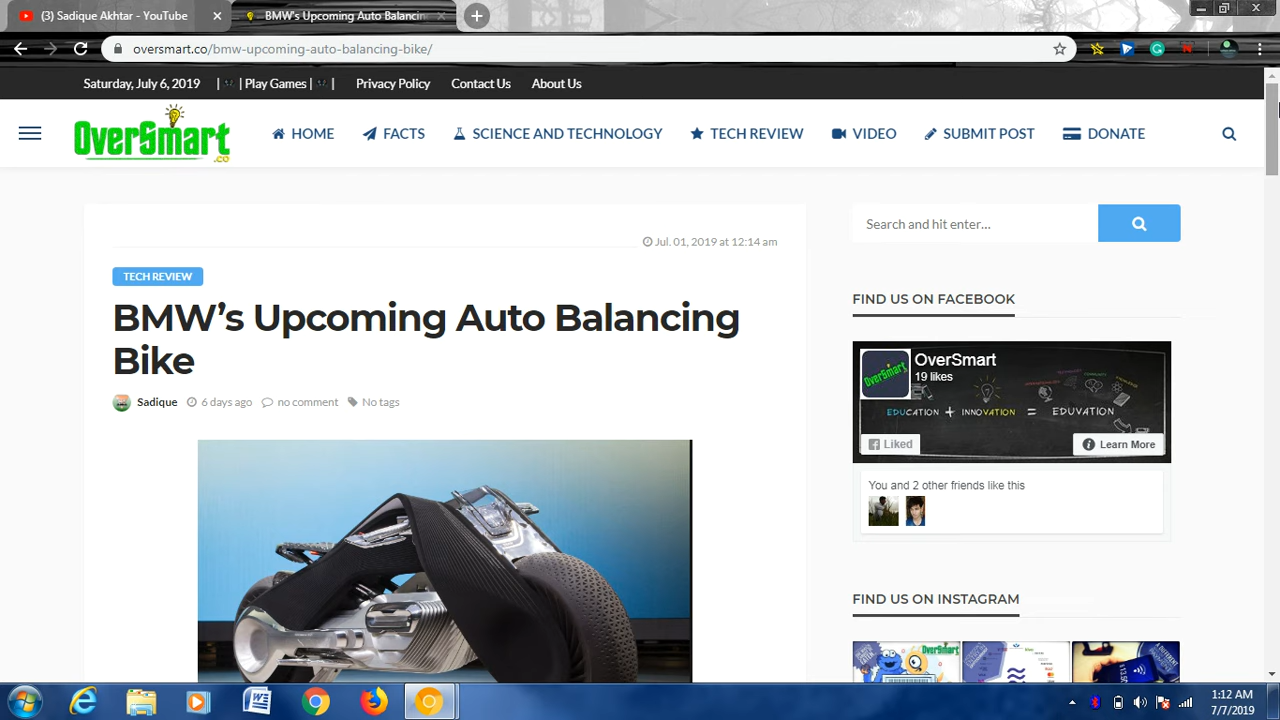 (3) Sadique Akhtar - YouTube
BMW's Upcoming Auto Balancin
oversmart.co/bmw-upcoming-auto-balancing-bike/
Saturday, July 6, 2019 | | Play Games | | Privacy Policy Contact Us About Us
OverSmart
.co
HOME FACTS SCIENCE AND TECHNOLOGY TECH REVIEW VIDEO SUBMIT POST DONATE
Jul. 01, 2019 at 12:14 am
TECH REVIEW
BMW’s Upcoming Auto Balancing
Bike
Sadique 6 days ago no comment No tags
Search and hit enter...
FIND US ON FACEBOOK
OverSmart
OverSmart
19 likes
EDUCATION + INNOVATION = EDUVATION
Liked
Learn More
You and 2 other friends like this
FIND US ON INSTAGRAM
OverSmart
1:12 AM
7/7/2019